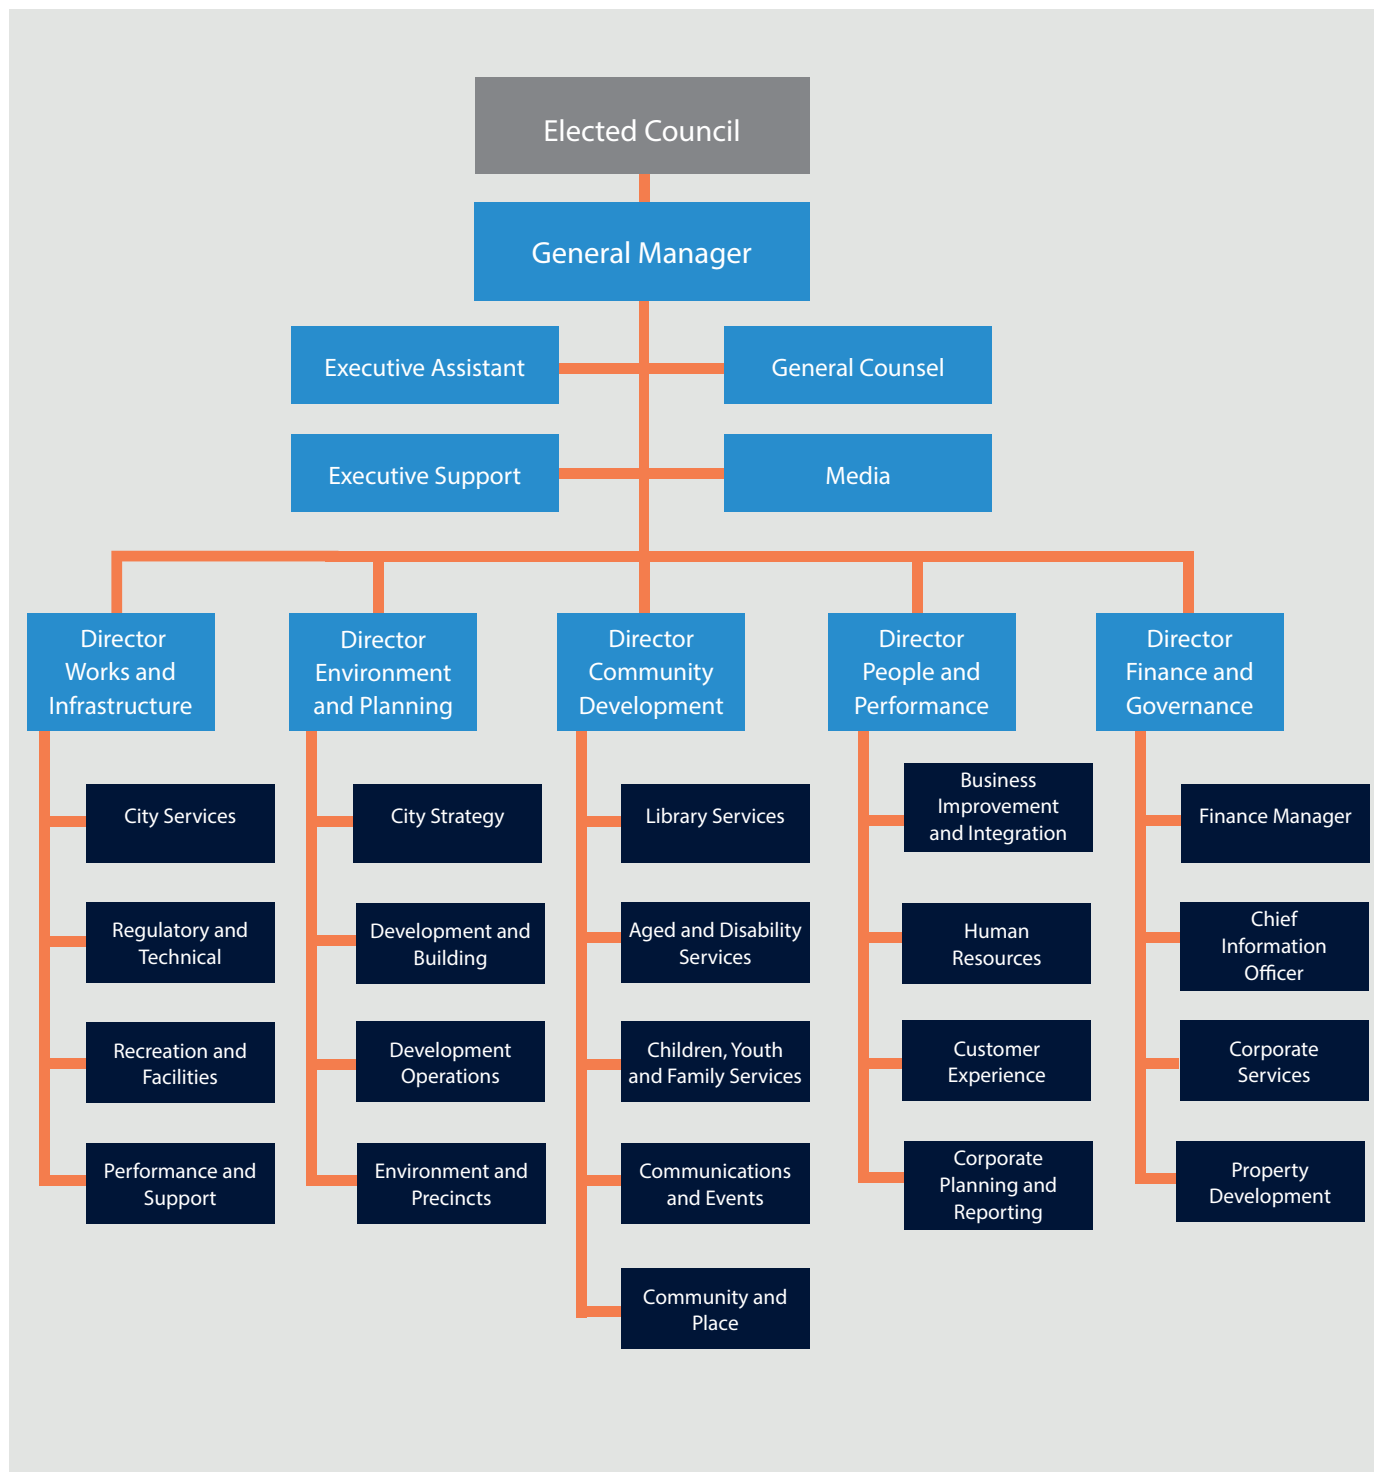 Elected Council
General Manager
Executive Assistant
General Counsel
Executive Support
Media
Director
Works and
Infrastructure
Director
Environment
and Planning
Director
Community
Development
Director
People and
Performance
Director
Finance and
Governance
City Services
Regulatory and
Technical
Recreation and
Facilities
Performance and
Support
City Strategy
Development and
Building
Development
Operations
Environment and
Precincts
Library Services
Aged and Disability
Services
Children, Youth
and Family Services
Communications
and Events
Community and
Place
Business
Improvement
and Integration
Human
Resources
Customer
Experience
Corporate
Planning and
Reporting
Finance Manager
Chief
Information
Officer
Corporate
Services
Property
Development